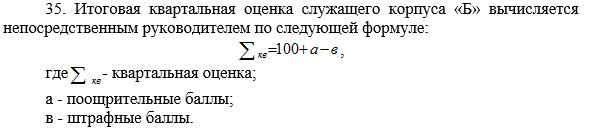 35. Итоговая квартальная оценка служащего корпуса «Б» вычисляется
непосредственным руководителем по следующей формуле:
∑ кв=100+а−в,
где ∑ кв- квартальная оценка;
а - поощрительные баллы;
в - штрафные баллы.